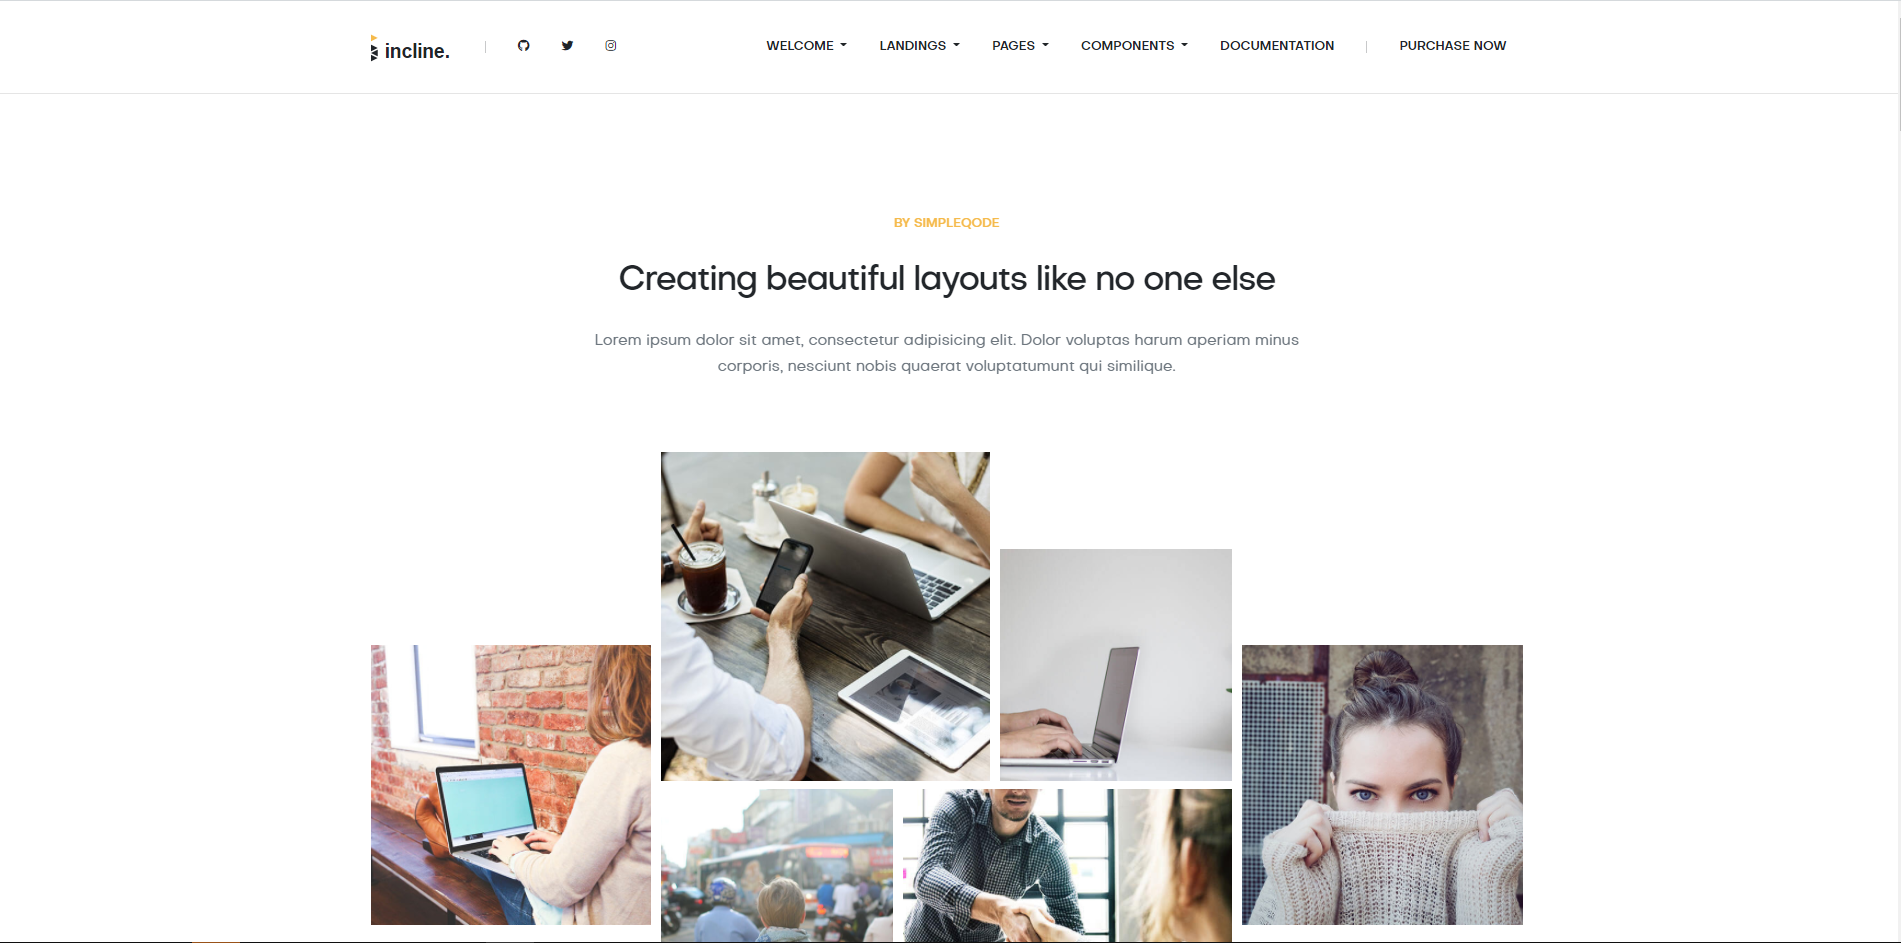 incline.
WELCOME LANDINGS PAGES COMPONENTS DOCUMENTATION PURCHASE NOW
BY SIMPLEQODE
Creating beautiful layouts like no one else
Lorem ipsum dolor sit amet, consectetur adipisicing elit. Dolor voluptas harum aperiam minus
corporis, nesciunt nobis quaerat voluptatumunt qui similique.